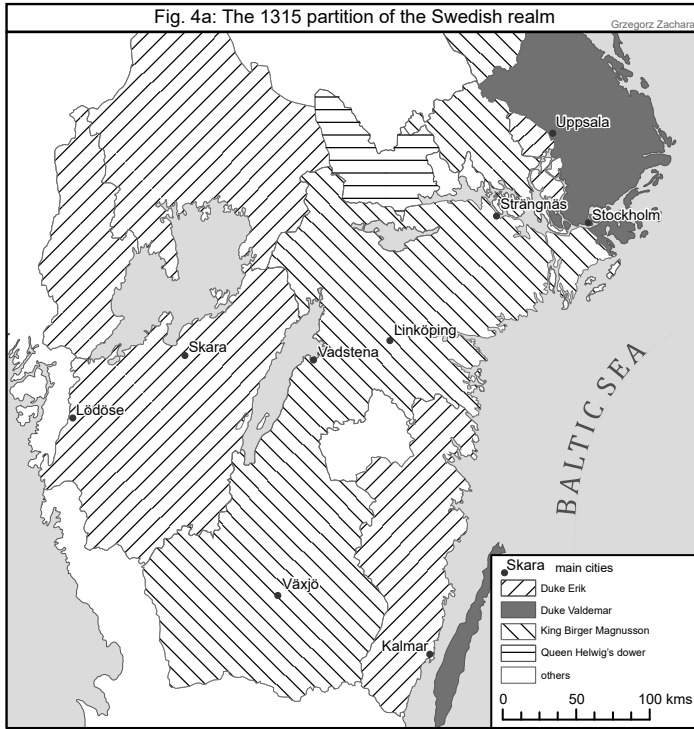 Fig. 4a: The 1315 partition of the Swedish realm
Grzegorz Zachara
Uppsala
Strängnäs
Stockholm
Linköping
Skara
Vadstena
Lödöse
BALTIC SEA
Växjö
Kalmar
Skara main cities
Duke Erik
Duke Valdemar
King Birger Magnusson
Queen Helwig's dower
others
0 50 100 kms